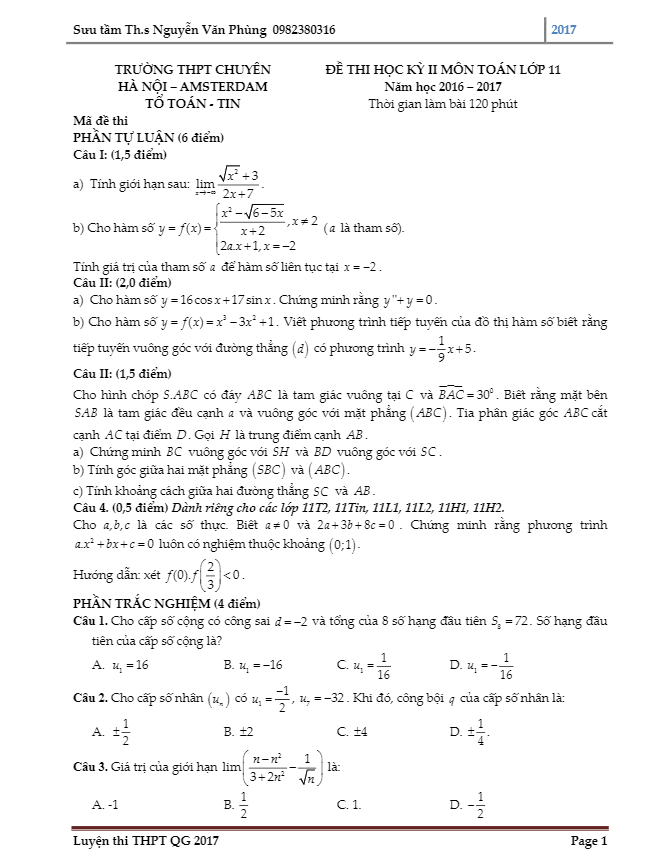 Sưu tầm Th.s Nguyễn Văn Phùng 0982380316 2017
TRƯỜNG THPT CHUYÊN ĐỀ THI HỌC KỲ II MÔN TOÁN LỚP 11
HÀ NỘI – AMSTERDAM Năm học 2016 – 2017
TỔ TOÁN - TIN Thời gian làm bài 120 phút
Mã đề thi
PHẦN TỰ LUẬN (6 điểm)
Câu I: (1,5 điểm)
a) Tính giới hạn sau: $\lim_{x\to-\infty}\frac{\sqrt{x^2}+3}{2x+7}$.
b) Cho hàm số $y=f(x)=\begin{cases}\frac{x^2-\sqrt{6-5x}}{x+2}, x\neq 2\\2a.x+1, x=-2\end{cases}$ (a là tham số).
Tính giá trị của tham số a để hàm số liên tục tại $x=-2$.
Câu II: (2,0 điểm)
a) Cho hàm số $y=16\cos x+17\sin x$. Chứng minh rằng $y''+y=0$.
b) Cho hàm số $y=f(x)=x^3-3x^2+1$. Viết phương trình tiếp tuyến của đồ thị hàm số biết rằng
tiếp tuyến vuông góc với đường thẳng $(d)$ có phương trình $y=-\frac{1}{9}x+5$.
Câu II: (1,5 điểm)
Cho hình chóp S.ABC có đáy ABC là tam giác vuông tại C và $\overline{BAC}=30^0$. Biết rằng mặt bên
SAB là tam giác đều cạnh a và vuông góc với mặt phẳng (ABC). Tia phân giác góc ABC cắt
cạnh AC tại điểm D. Gọi H là trung điểm cạnh AB.
a) Chứng minh BC vuông góc với SH và BD vuông góc với SC.
b) Tính góc giữa hai mặt phẳng (SBC) và (ABC).
c) Tính khoảng cách giữa hai đường thẳng SC và AB.
Câu 4. (0,5 điểm) Dành riêng cho các lớp 11T2, 11Tin, 11L1, 11L2, 11H1, 11H2.
Cho a,b,c là các số thực. Biết $a\neq 0$ và $2a+3b+8c=0$. Chứng minh rằng phương trình
$a.x^2+bx+c=0$ luôn có nghiệm thuộc khoảng (0;1).
Hướng dẫn: xét $f(0).f\left(\frac{2}{3}\right)<0$.
PHẦN TRẮC NGHIỆM (4 điểm)
Câu 1. Cho cấp số cộng có công sai $d=-2$ và tổng của 8 số hạng đầu tiên $S_8=72$. Số hạng đầu
tiên của cấp số cộng là?
A. $u_1=16$ B. $u_1=-16$ C. $u_1=\frac{1}{16}$ D. $u_1=-\frac{1}{16}$
Câu 2. Cho cấp số nhân $(u_n)$ có $u_1=\frac{-1}{2}$, $u_7=-32$. Khi đó, công bội q của cấp số nhân là:
A. $\pm\frac{1}{2}$ B. ±2 C. ±4 D. $\pm\frac{1}{4}$.
Câu 3. Giá trị của giới hạn $\lim\left(\frac{n-n^2}{3+2n^2}-\frac{1}{\sqrt{n}}\right)$ là:
A. -1 B. $\frac{1}{2}$ C. 1. D. $-\frac{1}{2}$
Luyện thi THPT QG 2017 Page 1